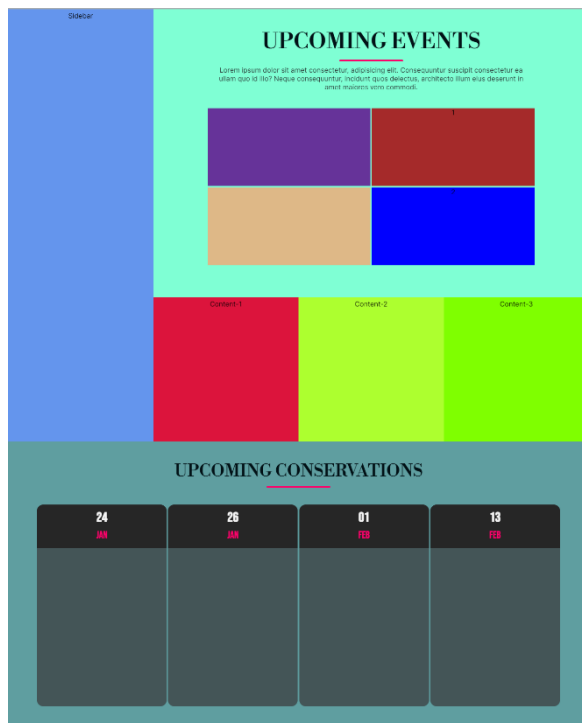 Sidebar
UPCOMING EVENTS
Lorem ipsum dolor sit amet consectetur, adipisicing elit. Consequuntur suscipit consectetur ea
ullam quo id illo? Neque consequuntur, incidunt quos delectus, architecto illum eius deserunt in
amet maiores vero commodi.
1
Content-1
Content-2
Content-3
UPCOMING CONSERVATIONS
24
JAN
26
JAN
01
FEB
13
FEB